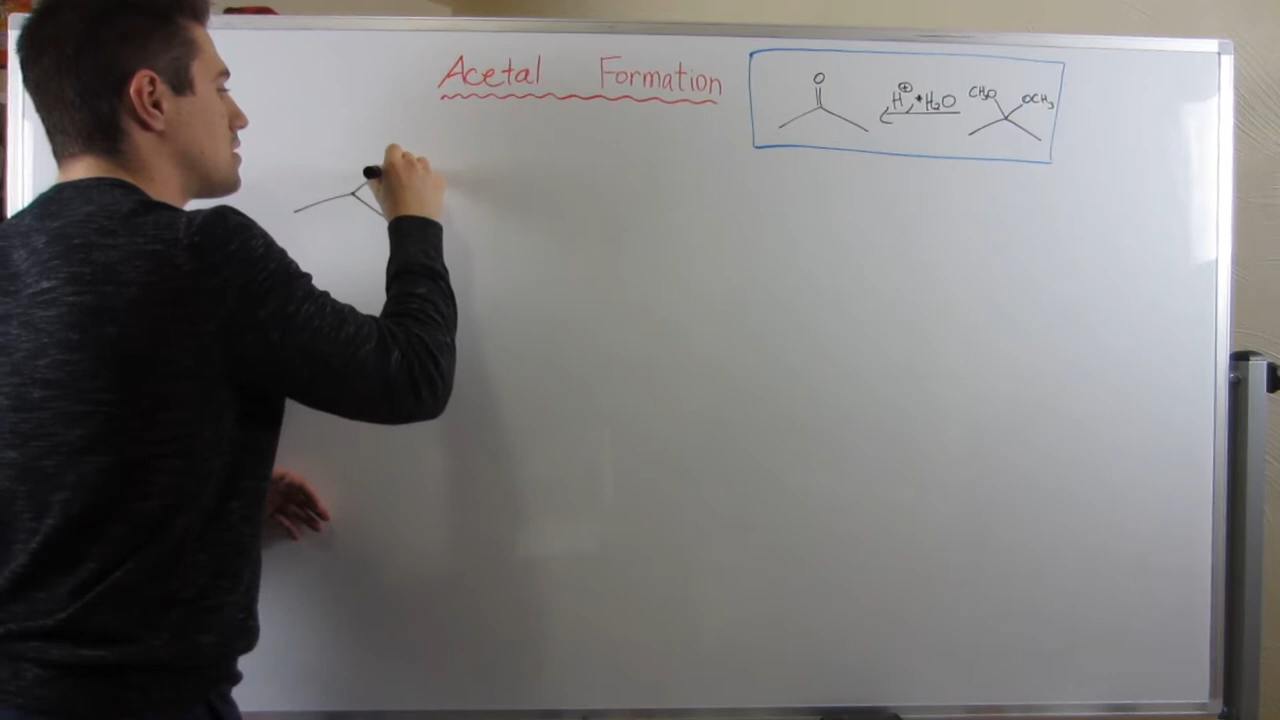 Acetal Formation
O
H⊕, +H2O
CH3O OCH3